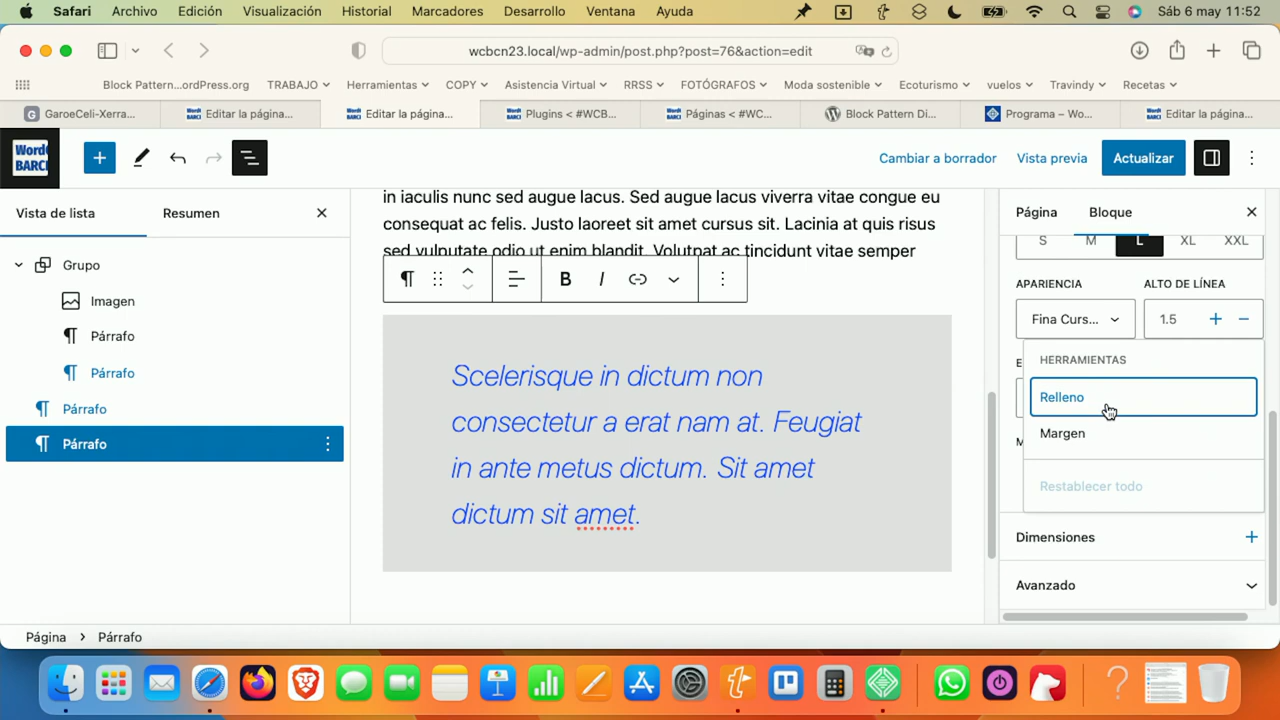 Safari Archivo Edición Visualización Historial Marcadores Desarrollo Ventana Ayuda Sáb 6 may 11:52
wcbcn23.local/wp-admin/post.php?post=76&action=edit
Block Pattern...ordPress.org TRABAJO Herramientas COPY Asistencia Virtual RRSS FOTÓGRAFOS Moda sostenible Ecoturismo vuelos Travindy Recetas
G GaroeCeli-Xerra... Editar la página... Editar la página... Plugins < #WCB... Páginas < #WC... Block Pattern Di... Programa – Wo... Editar la página...
Word
BARCI
Cambiar a borrador Vista previa Actualizar
Vista de lista Resumen
Grupo
Imagen
Párrafo
Párrafo
Párrafo
Párrafo
in iaculis nunc sed augue lacus. Sed augue lacus viverra vitae congue eu
consequat ac felis. Justo laoreet sit amet cursus sit. Lacinia at quis risus
sed vulputate odio ut enim blandit. Volutpat ac tincidunt vitae semper
B I
Scelerisque in dictum non
consectetur a erat nam at. Feugiat
in ante metus dictum. Sit amet
dictum sit amet.
Página Bloque
S M L XL XXL
APARIENCIA ALTO DE LÍNEA
Fina Curs... 1.5
E
M
HERRAMIENTAS
Relleno
Margen
Restablecer todo
Dimensiones
Avanzado
Página > Párrafo